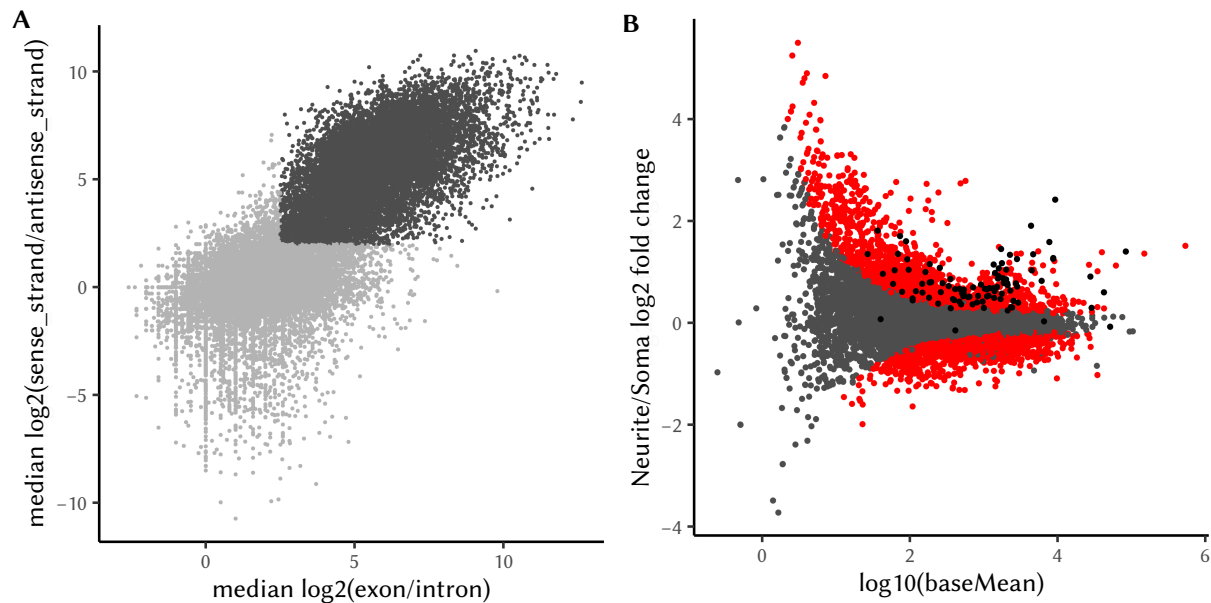 A
median log2(sense_strand/antisense_strand)
10
5
0
−5
−10
0
5
10
median log2(exon/intron)
B
Neurite/Soma log2 fold change
4
2
0
−2
−4
0
2
4
6
log10(baseMean)